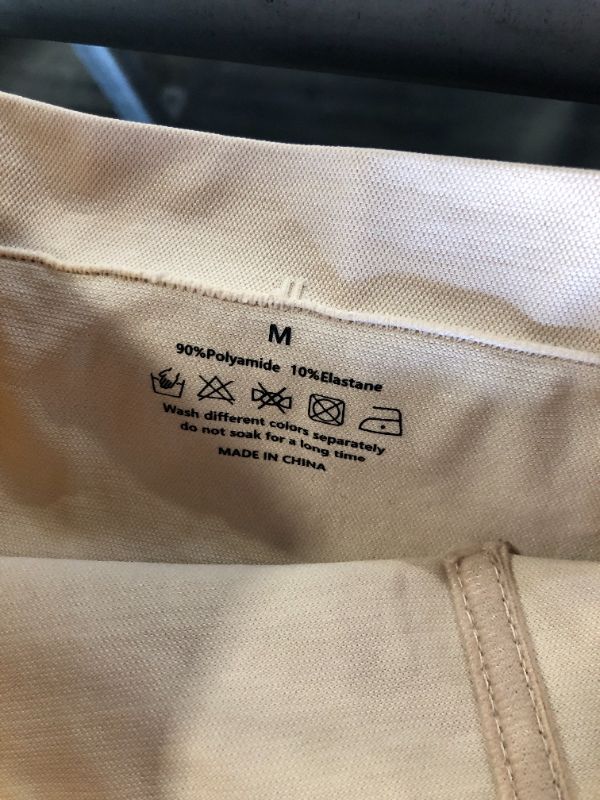 M
90%Polyamide 10%Elastane
Wash different colors separately
do not soak for a long time
MADE IN CHINA